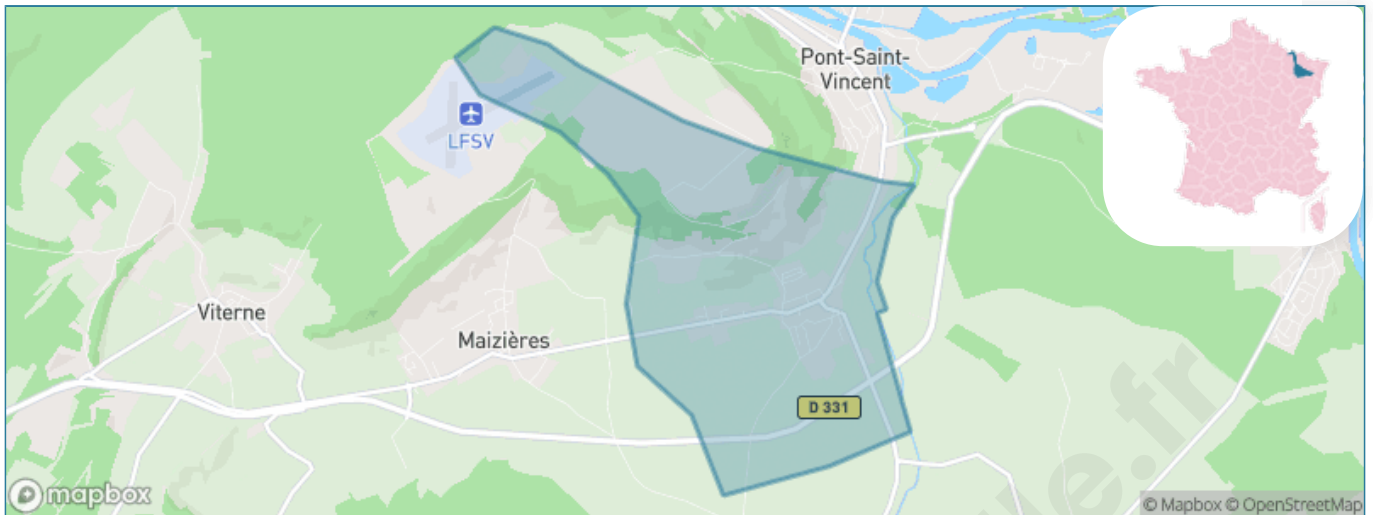 Pont-Saint-
Vincent
LFSV
Viterne
Maizières
D 331
mapbox
© Mapbox © OpenStreetMap